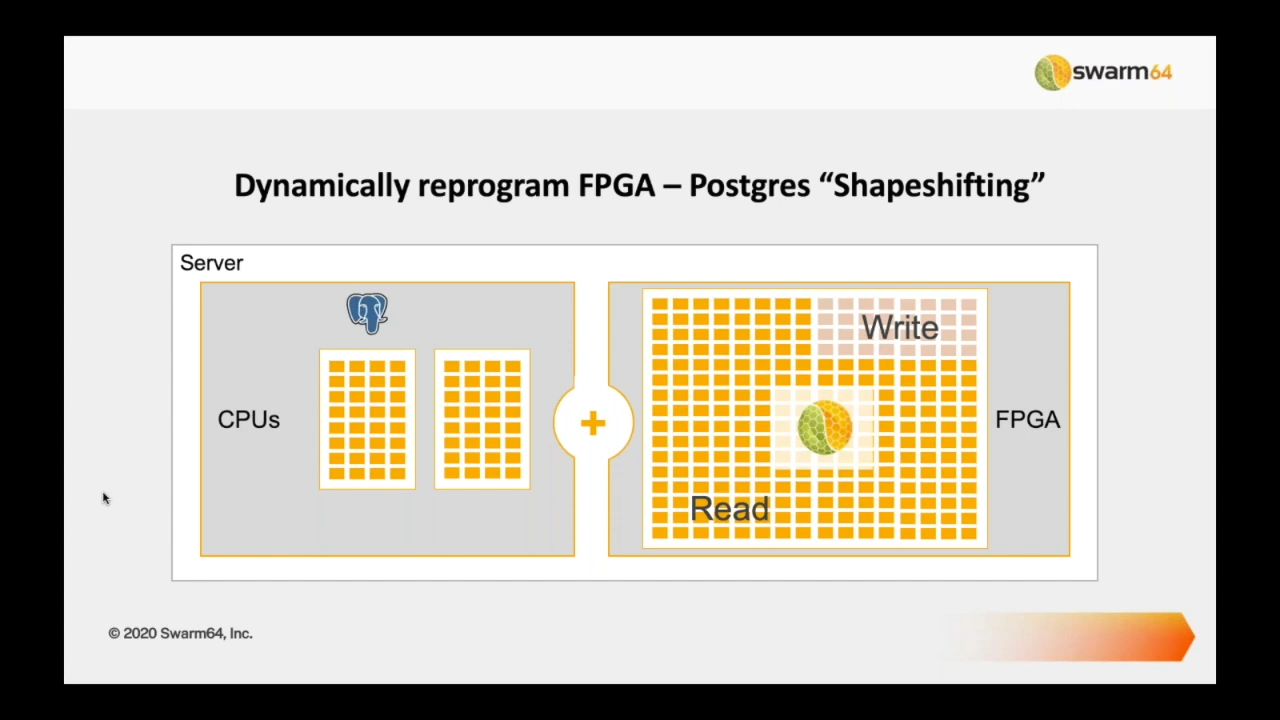 swarm64
Dynamically reprogram FPGA – Postgres “Shapeshifting”
Server
Write
CPUs
FPGA
Read
© 2020 Swarm64, Inc.